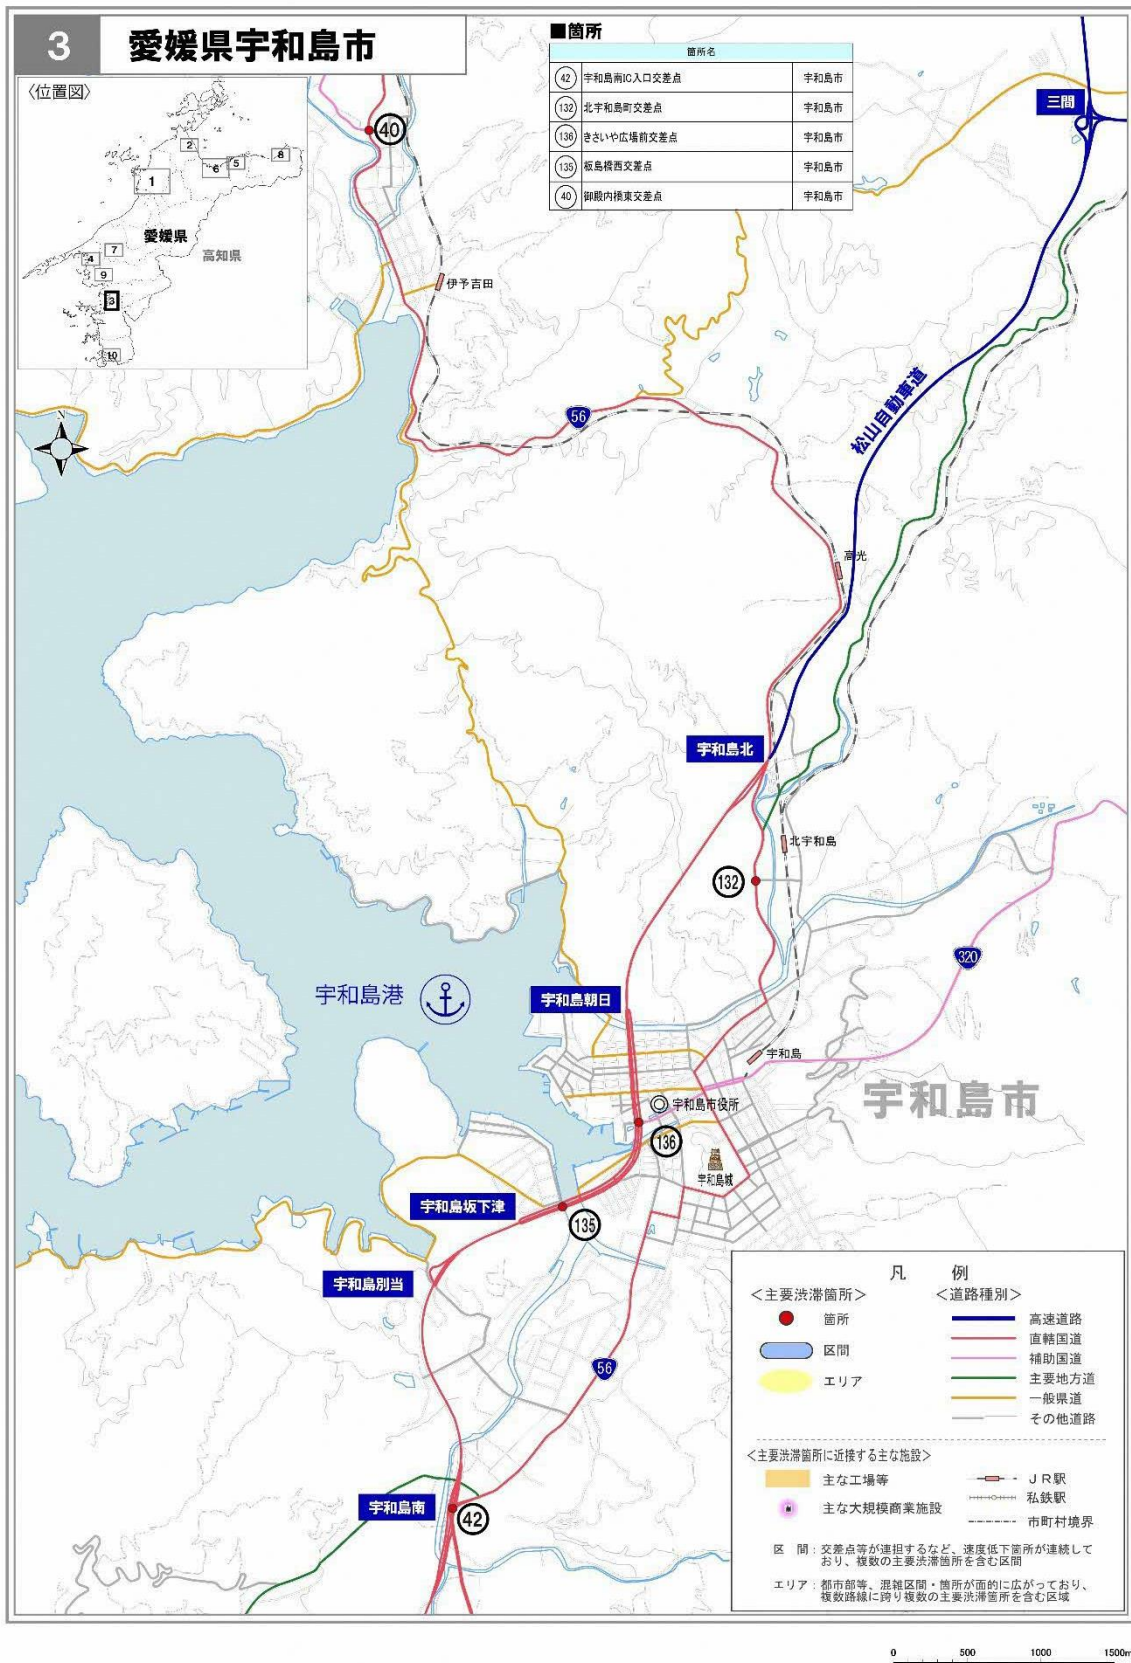 3
愛媛県宇和島市
〈位置図〉
1
2
8
5
6
愛媛県
高知県
7
4
9
3
10
■箇所
箇所名
42 宇和島南IC入口交差点 宇和島市
132 北宇和島町交差点 宇和島市
136 きさいや広場前交差点 宇和島市
135 板島橋西交差点 宇和島市
40 御殿内橋東交差点 宇和島市
三間
40
伊予吉田
N
56
松山自動車道
高光
宇和島北
北宇和島
132
320
宇和島港
宇和島朝日
宇和島
宇和島市
宇和島市役所
136
宇和島城
宇和島坂下津
135
宇和島別当
56
宇和島南
42
凡 例
＜主要渋滞箇所＞
箇所
区間
エリア
＜道路種別＞
高速道路
直轄国道
補助国道
主要地方道
一般県道
その他道路
＜主要渋滞箇所に近接する主な施設＞
主な工場等
主な大規模商業施設
ＪＲ駅
私鉄駅
市町村境界
区 間：交差点等が連担するなど、速度低下箇所が連続して
おり、複数の主要渋滞箇所を含む区間
エリア：都市部等、混雑区間・箇所が面的に広がっており、
複数路線に跨り複数の主要渋滞箇所を含む区域
0 500 1000 1500m